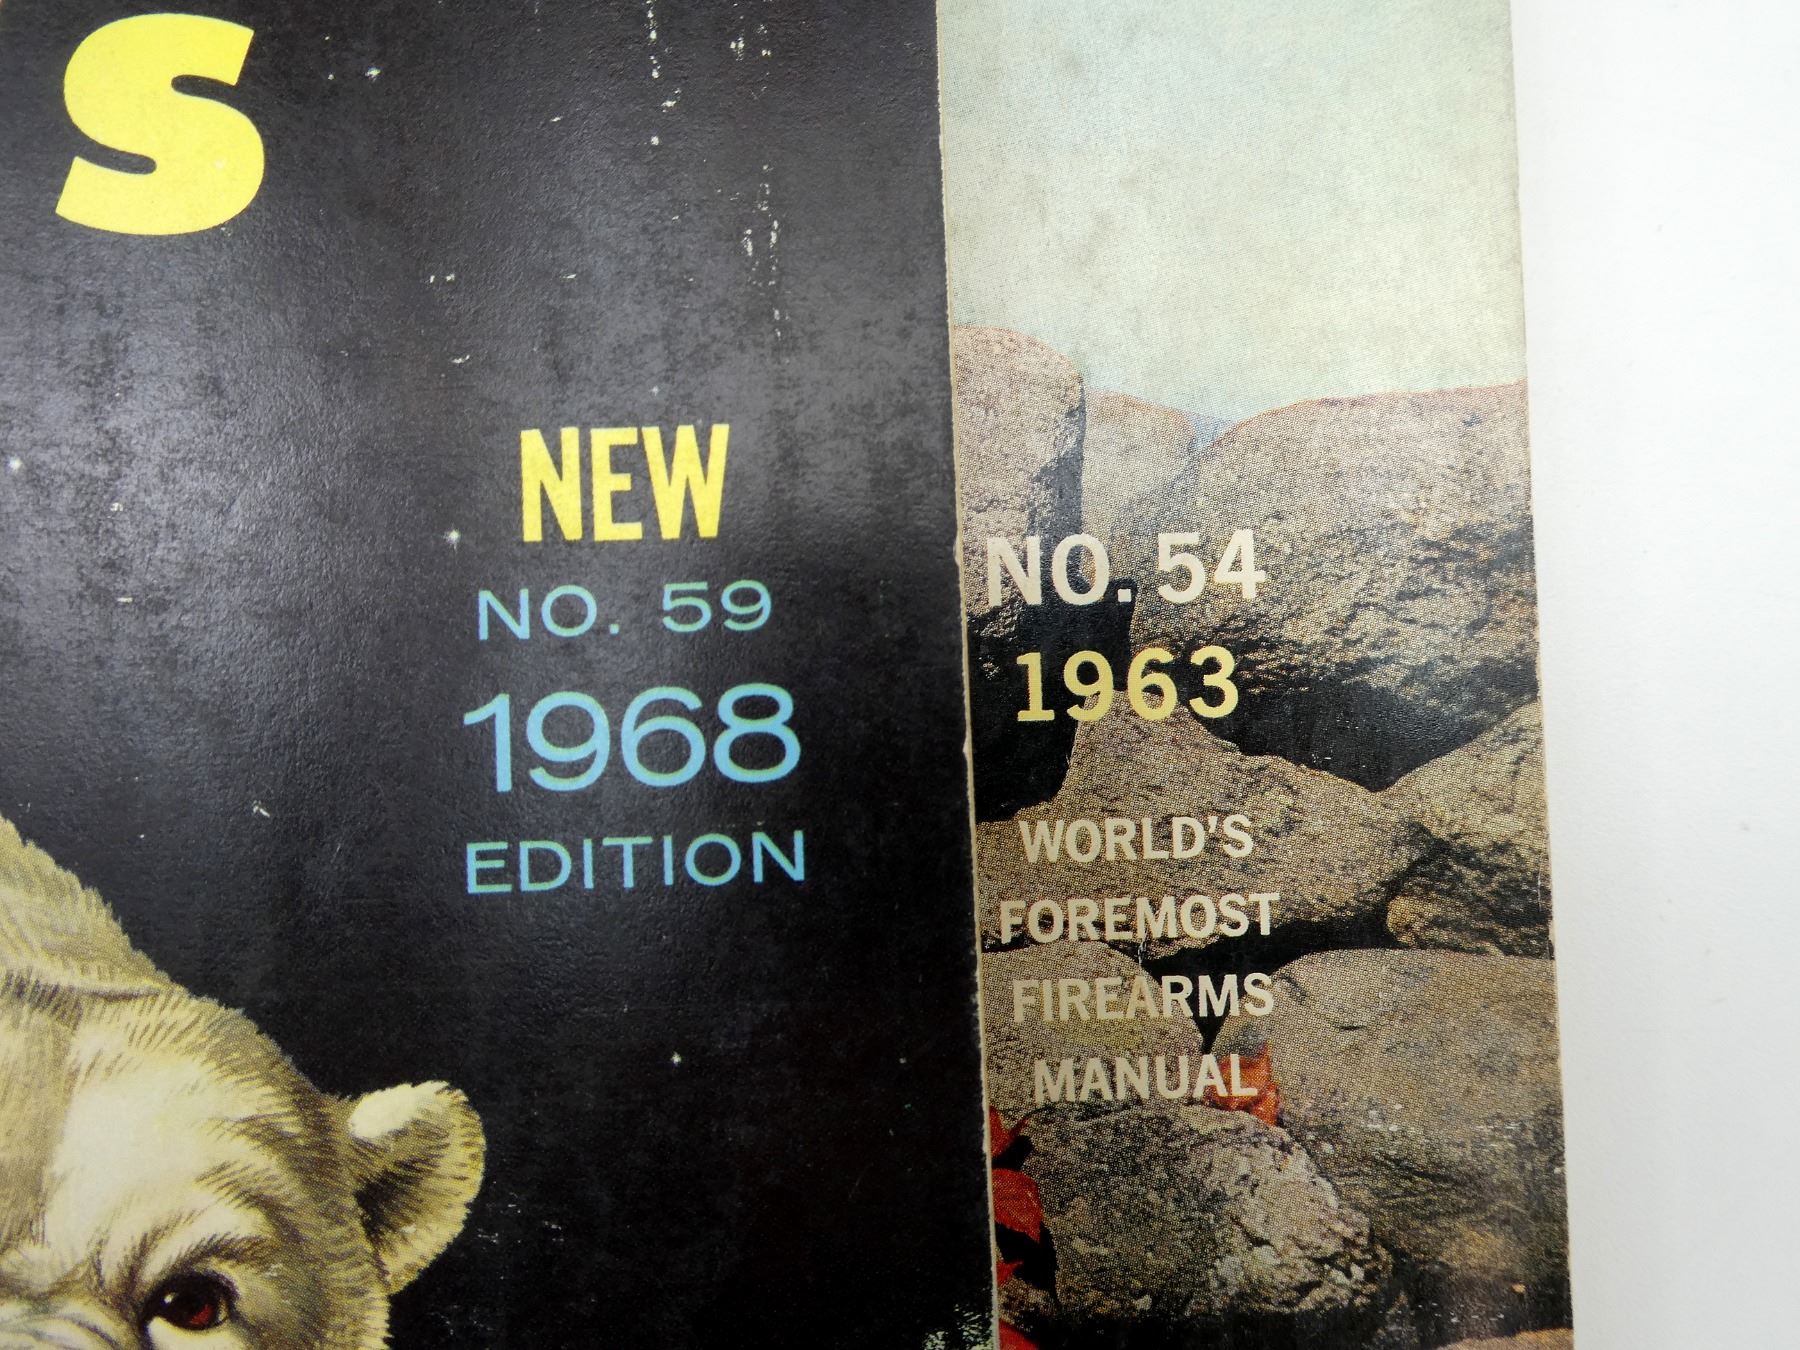 S
NEW
NO. 59
1968
EDITION
NO. 54
1963
WORLD'S
FOREMOST
FIREARMS
MANUAL